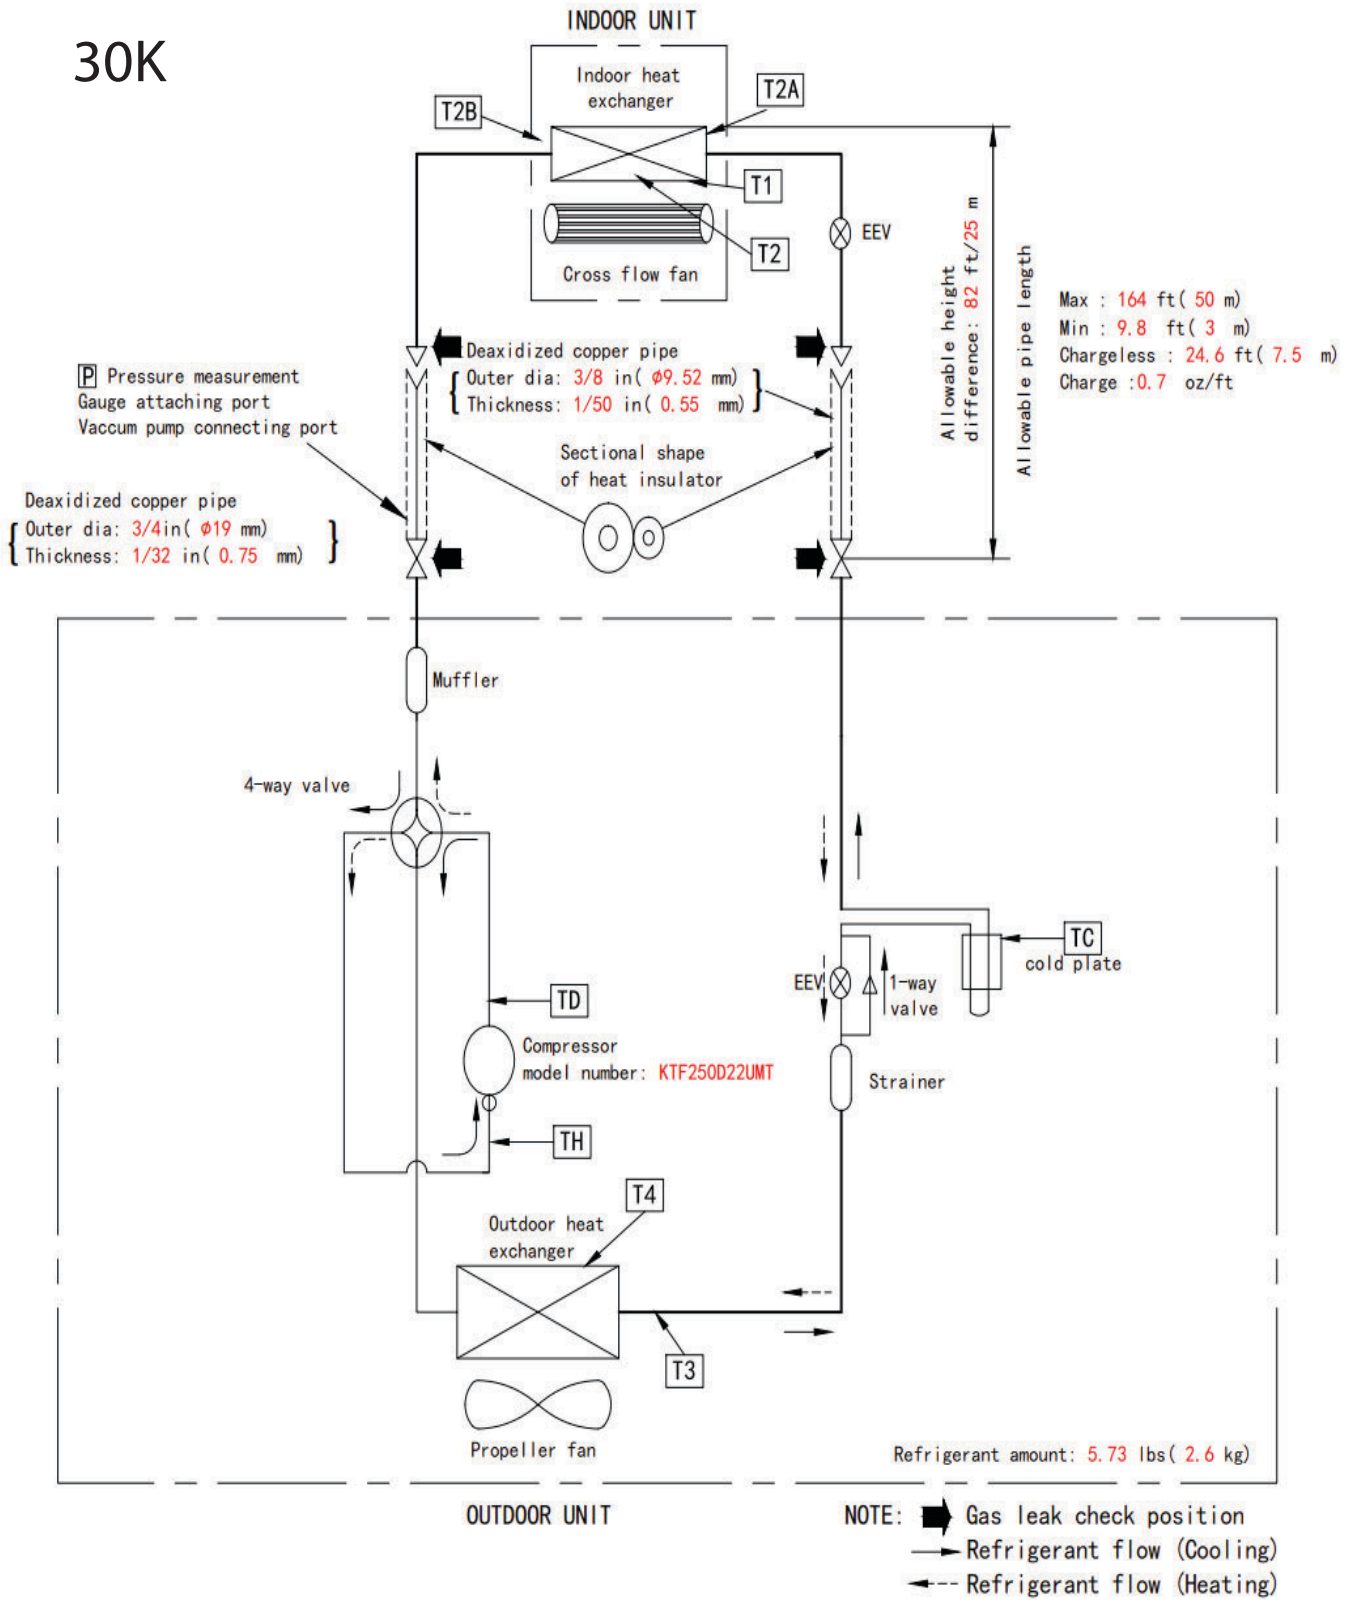 30K
INDOOR UNIT
Indoor heat
exchanger
T2B
T2A
T1
T2
Cross flow fan
EEV
Allowable height
difference: 82 ft/25 m
Allowable pipe length
Max : 164 ft( 50 m)
Min : 9.8 ft( 3 m)
Chargeless : 24.6 ft( 7.5 m)
Charge :0.7 oz/ft
P Pressure measurement
Gauge attaching port
Vaccum pump connecting port
Deaxidized copper pipe
Outer dia: 3/8 in( φ9.52 mm)
Thickness: 1/50 in( 0.55 mm)
Sectional shape
of heat insulator
Deaxidized copper pipe
Outer dia: 3/4in( φ19 mm)
Thickness: 1/32 in( 0.75 mm)
Muffler
4-way valve
TC
cold plate
EEV
1-way
valve
TD
Compressor
model number: KTF250D22UMT
Strainer
TH
T4
Outdoor heat
exchanger
T3
Propeller fan
Refrigerant amount: 5.73 lbs( 2.6 kg)
OUTDOOR UNIT
NOTE: Gas leak check position
Refrigerant flow (Cooling)
Refrigerant flow (Heating)